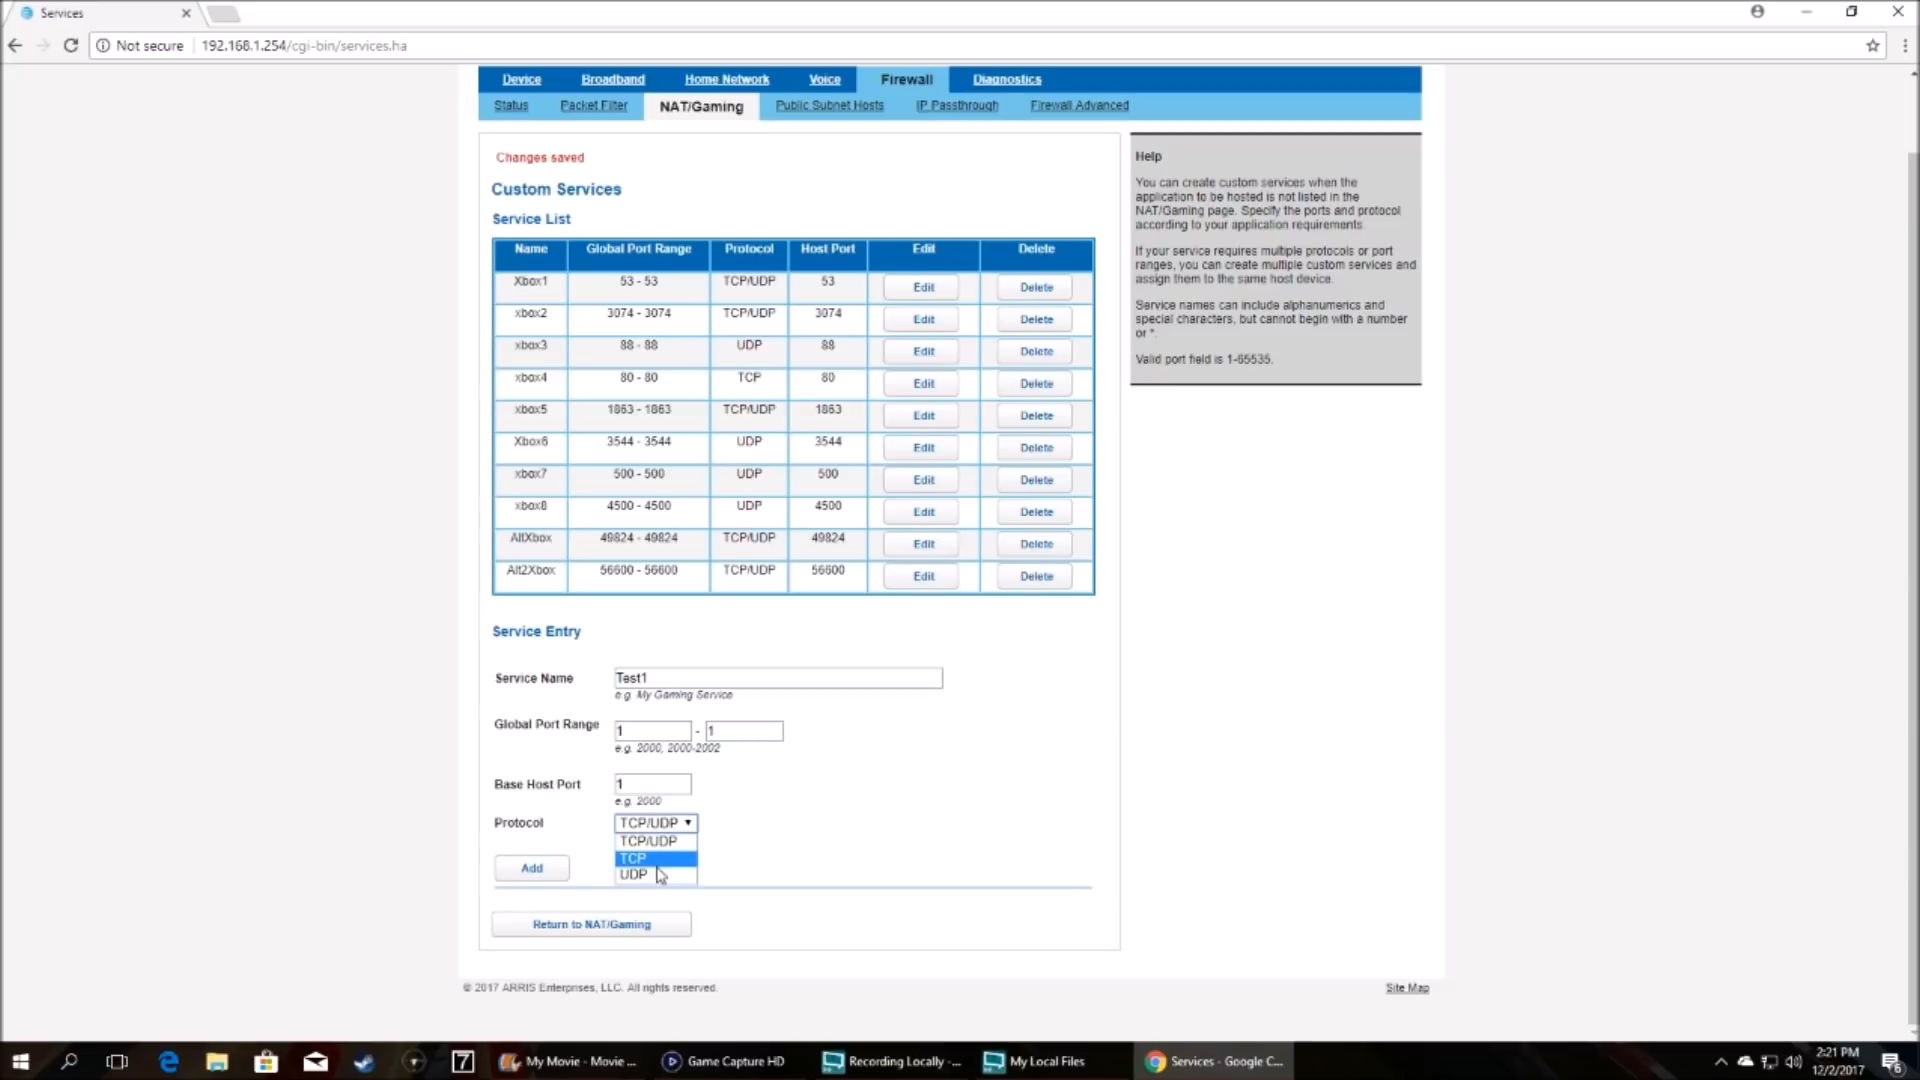 Services
Not secure 192.168.1.254/cgi-bin/services.ha
Device Broadband Home Network Voice Firewall Diagnostics
Status Packet Filter NAT/Gaming Public Subnet Hosts IP Passthrough Firewall Advanced
Changes saved
Custom Services
Service List
Name Global Port Range Protocol Host Port Edit Delete
Xbox1 53 - 53 TCP/UDP 53 Edit Delete
xbox2 3074 - 3074 TCP/UDP 3074 Edit Delete
xbox3 88 - 88 UDP 88 Edit Delete
xbox4 80 - 80 TCP 80 Edit Delete
xbox5 1863 - 1863 TCP/UDP 1863 Edit Delete
Xbox6 3544 - 3544 UDP 3544 Edit Delete
xbox7 500 - 500 UDP 500 Edit Delete
xbox8 4500 - 4500 UDP 4500 Edit Delete
AltXbox 49824 - 49824 TCP/UDP 49824 Edit Delete
Alt2Xbox 56600 - 56600 TCP/UDP 56600 Edit Delete
Service Entry
Service Name Test1
e.g. My Gaming Service
Global Port Range 1 - 1
e.g. 2000, 2000-2002
Base Host Port 1
e.g. 2000
Protocol TCP/UDP
TCP/UDP
TCP
UDP
Add
Return to NAT/Gaming
Help
You can create custom services when the
application to be hosted is not listed in the
NAT/Gaming page. Specify the ports and protocol
according to your application requirements.
If your service requires multiple protocols or port
ranges, you can create multiple custom services and
assign them to the same host device.
Service names can include alphanumerics and
special characters, but cannot begin with a number
or *.
Valid port field is 1-65535.
© 2017 ARRIS Enterprises, LLC. All rights reserved.
Site Map
7 My Movie - Movie ... Game Capture HD Recording Locally -... My Local Files Services - Google C...
2:21 PM
12/2/2017
6